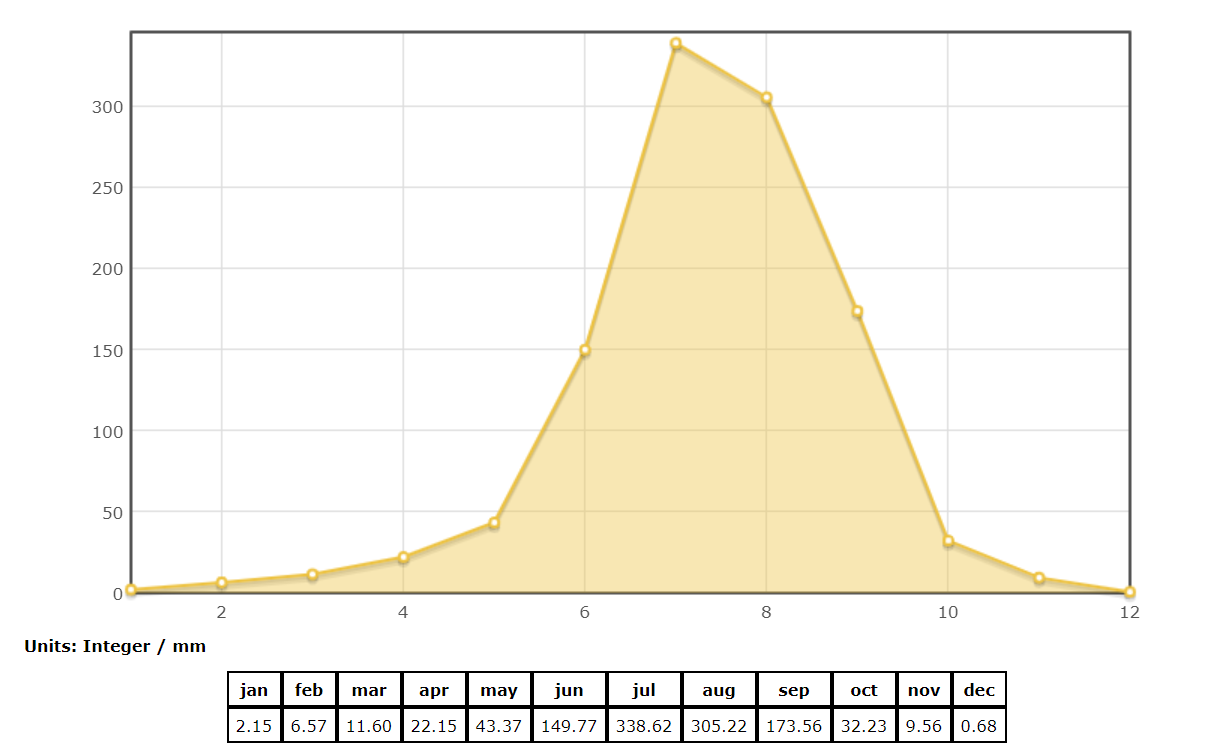 300
250
200
150
100
50
0
2 4 6 8 10 12
Units: Integer / mm
jan feb mar apr may jun jul aug sep oct nov dec
2.15 6.57 11.60 22.15 43.37 149.77 338.62 305.22 173.56 32.23 9.56 0.68